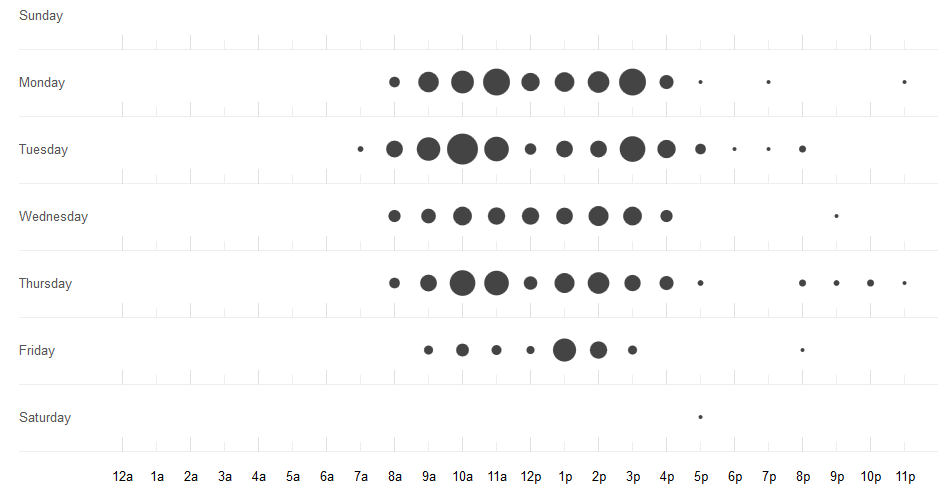 Sunday
Monday
Tuesday
Wednesday
Thursday
Friday
Saturday
12a 1a 2a 3a 4a 5a 6a 7a 8a 9a 10a 11a 12p 1p 2p 3p 4p 5p 6p 7p 8p 9p 10p 11p